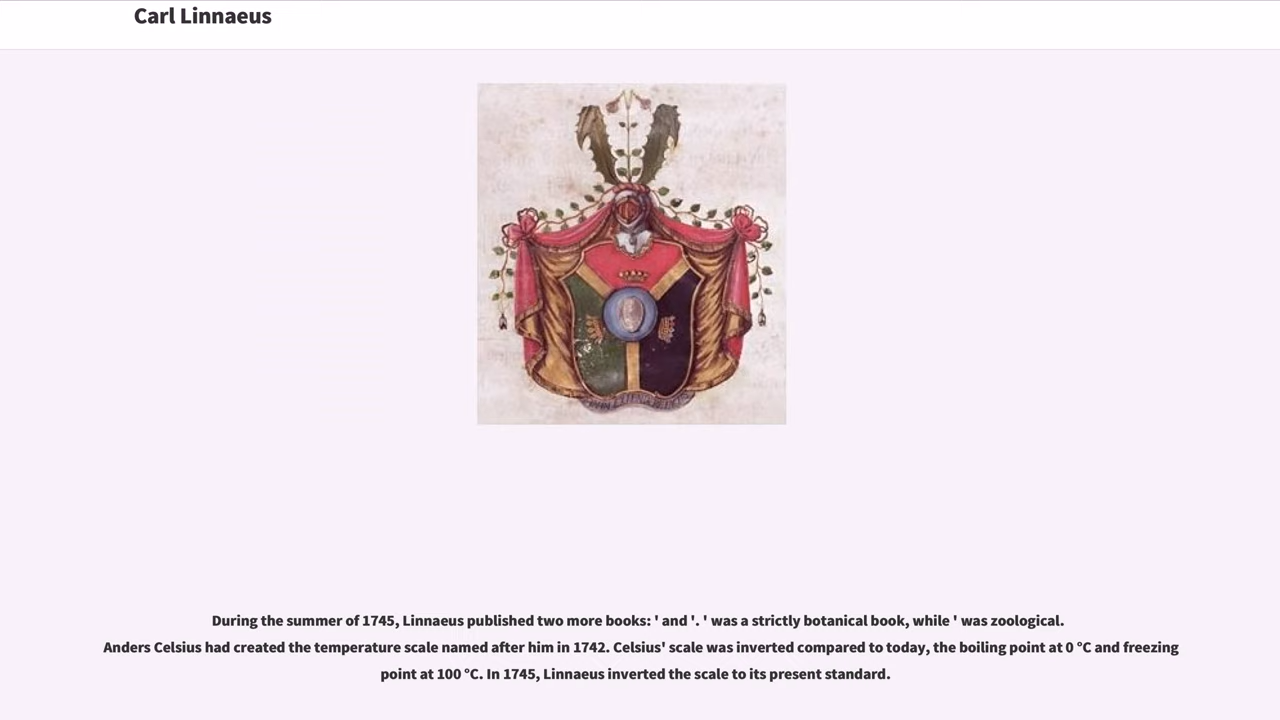 Carl Linnaeus
During the summer of 1745, Linnaeus published two more books: ' and '. ' was a strictly botanical book, while ' was zoological.
Anders Celsius had created the temperature scale named after him in 1742. Celsius' scale was inverted compared to today, the boiling point at 0 °C and freezing
point at 100 °C. In 1745, Linnaeus inverted the scale to its present standard.